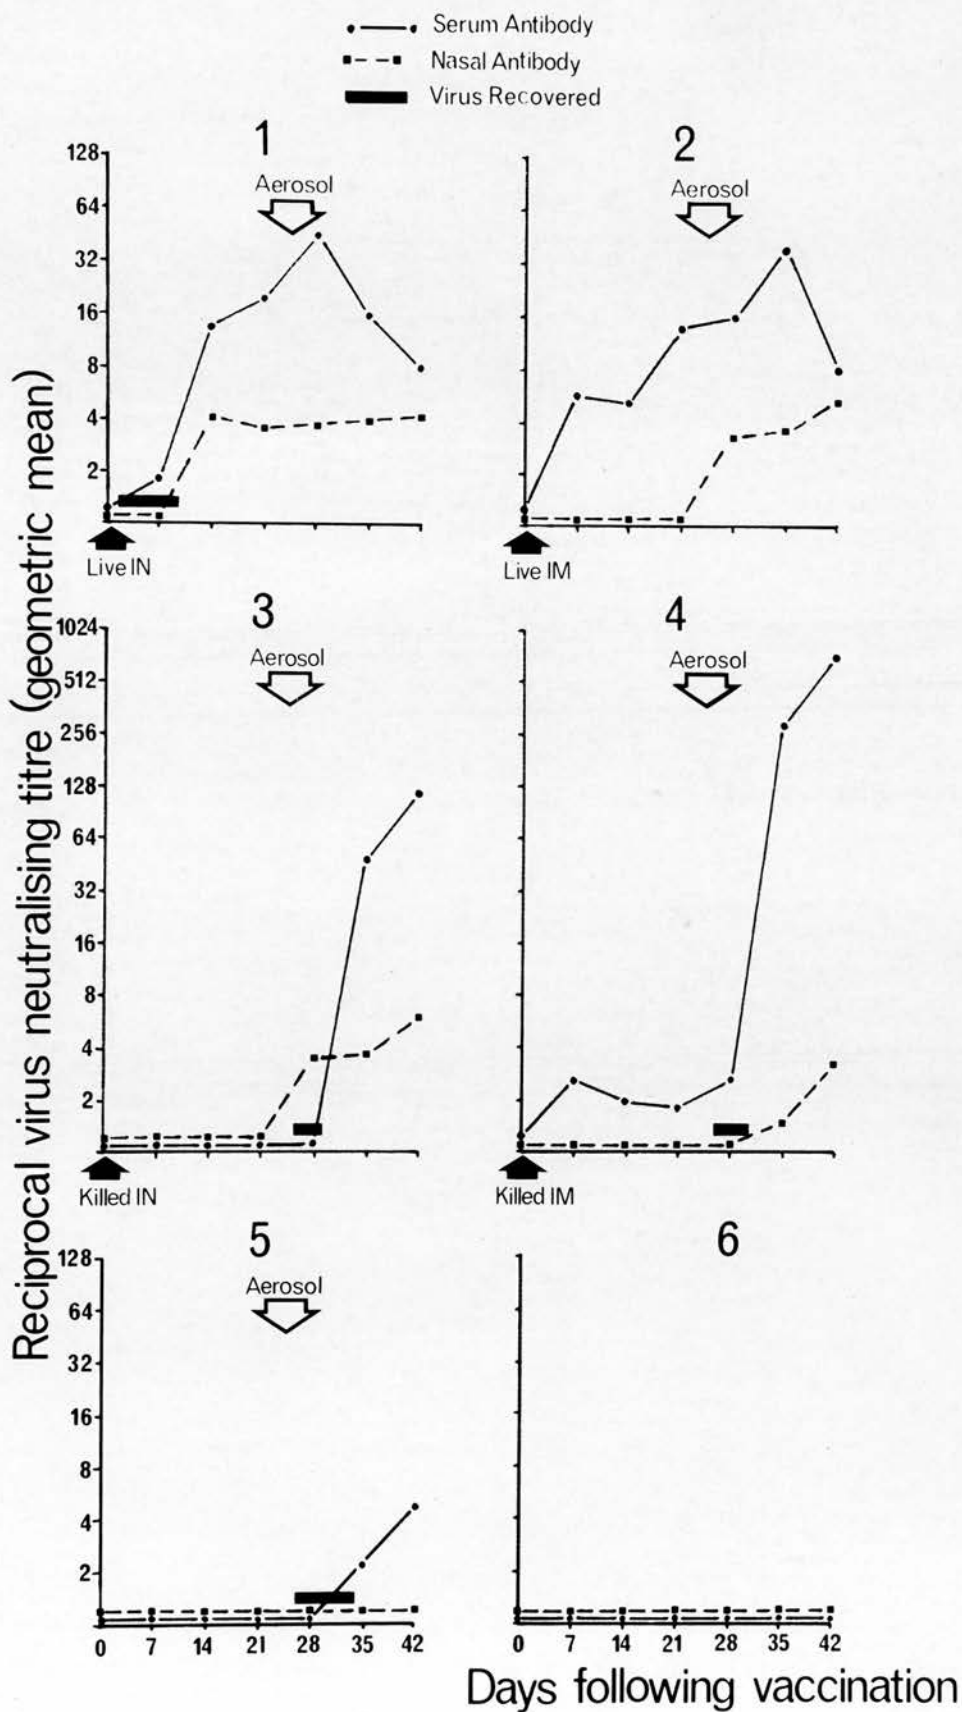 Serum Antibody
Nasal Antibody
Virus Recovered
Reciprocal virus neutralising titre (geometric mean)
1
Aerosol
128
64
32
16
8
4
2
Live IN
2
Aerosol
Live IM
3
Aerosol
1024
512
256
128
64
32
16
8
4
2
Killed IN
4
Aerosol
Killed IM
5
Aerosol
128
64
32
16
8
4
2
0 7 14 21 28 35 42
6
0 7 14 21 28 35 42
Days following vaccination